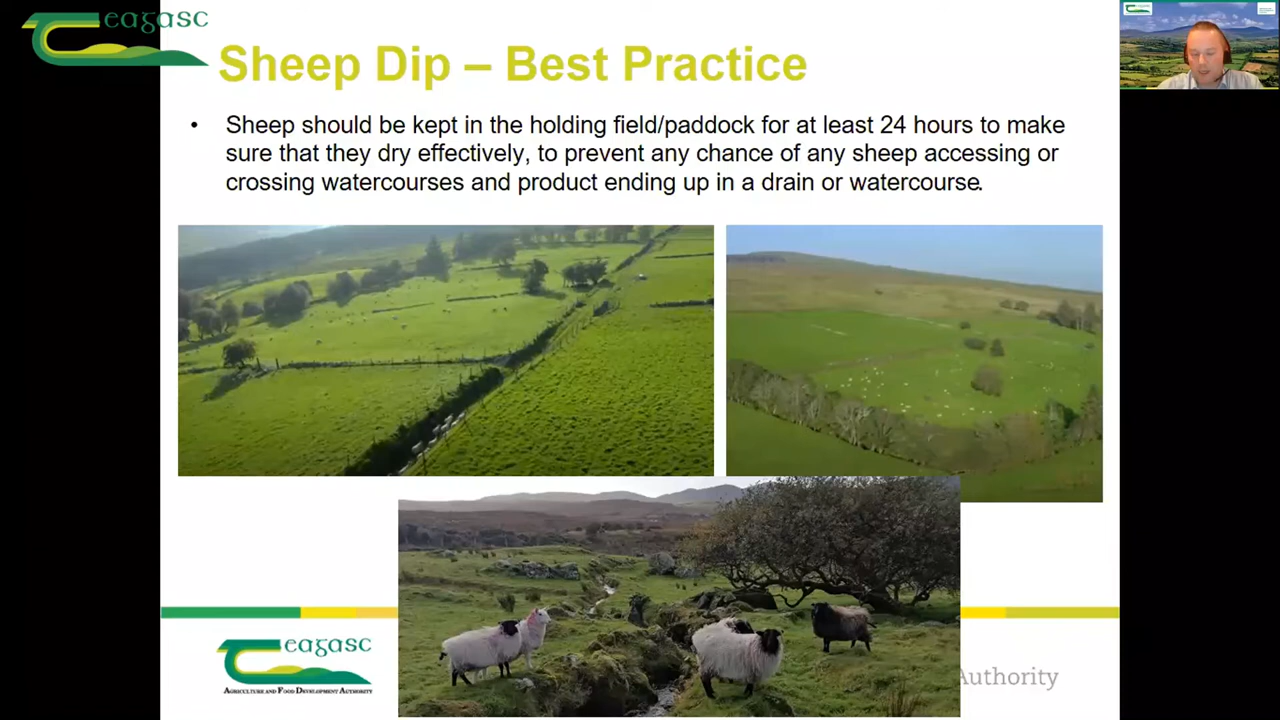 eagasc
Sheep Dip – Best Practice
• Sheep should be kept in the holding field/paddock for at least 24 hours to make
sure that they dry effectively, to prevent any chance of any sheep accessing or
crossing watercourses and product ending up in a drain or watercourse.
eagasc
AGRICULTURE AND FOOD DEVELOPMENT AUTHORITY
Authority